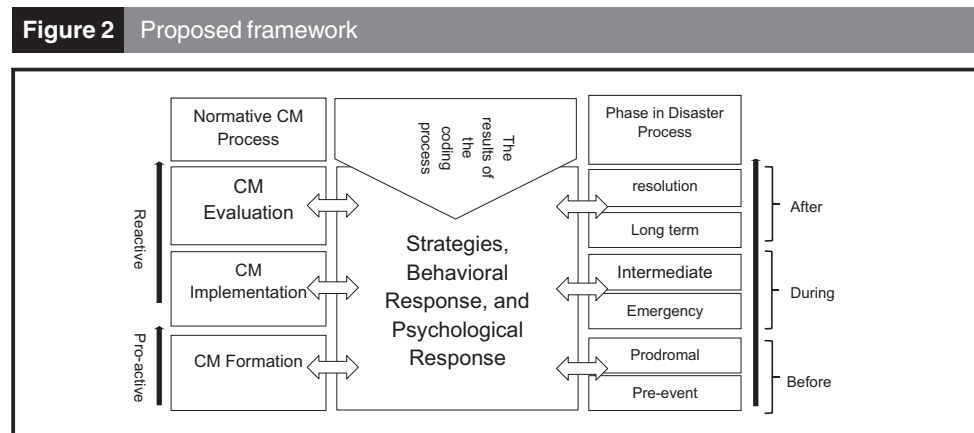 Figure 2 Proposed framework
Normative CM
Process
The
results of
the
coding
process
Phase in Disaster
Process
Reactive
CM
Evaluation
CM
Implementation
Pro-active
CM Formation
Strategies,
Behavioral
Response, and
Psychological
Response
resolution
Long term
After
Intermediate
Emergency
During
Prodromal
Pre-event
Before